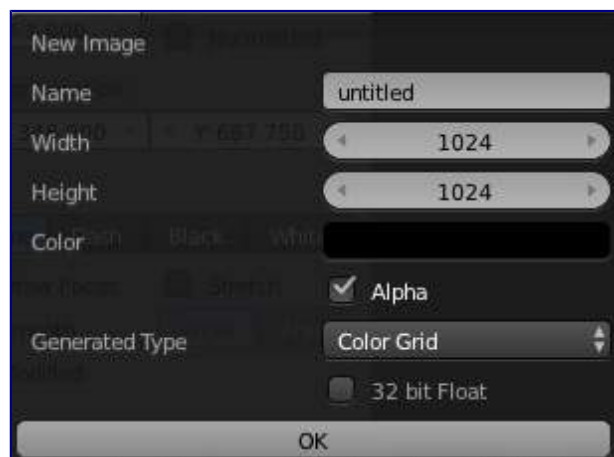 New Image
Name untitled
Width 1024
Height 1024
Color
Alpha
Generated Type Color Grid
32 bit Float
OK